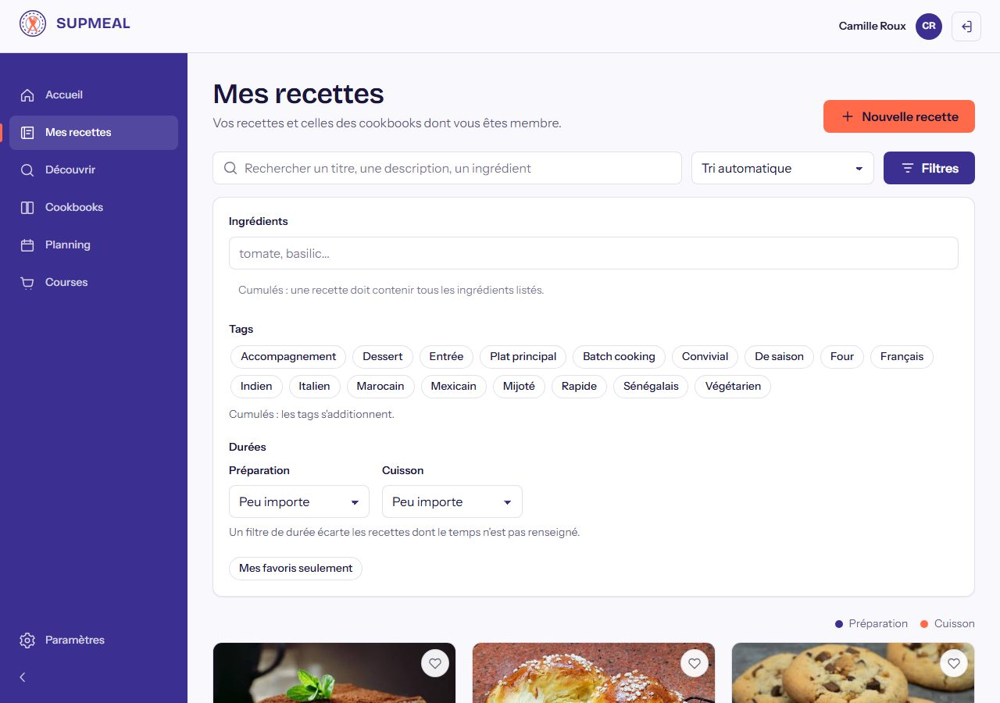 SUPMEAL
Camille Roux
CR
Accueil
Mes recettes
Découvrir
Cookbooks
Planning
Courses
Paramètres
Mes recettes
Vos recettes et celles des cookbooks dont vous êtes membre.
Nouvelle recette
Rechercher un titre, une description, un ingrédient
Tri automatique
Filtres
Ingrédients
tomate, basilic...
Cumulés : une recette doit contenir tous les ingrédients listés.
Tags
Accompagnement Dessert Entrée Plat principal Batch cooking Convivial De saison Four Français
Indien Italien Marocain Mexicain Mijoté Rapide Sénégalais Végétarien
Cumulés : les tags s'additionnent.
Durées
Préparation Cuisson
Peu importe Peu importe
Un filtre de durée écarte les recettes dont le temps n'est pas renseigné.
Mes favoris seulement
Préparation Cuisson